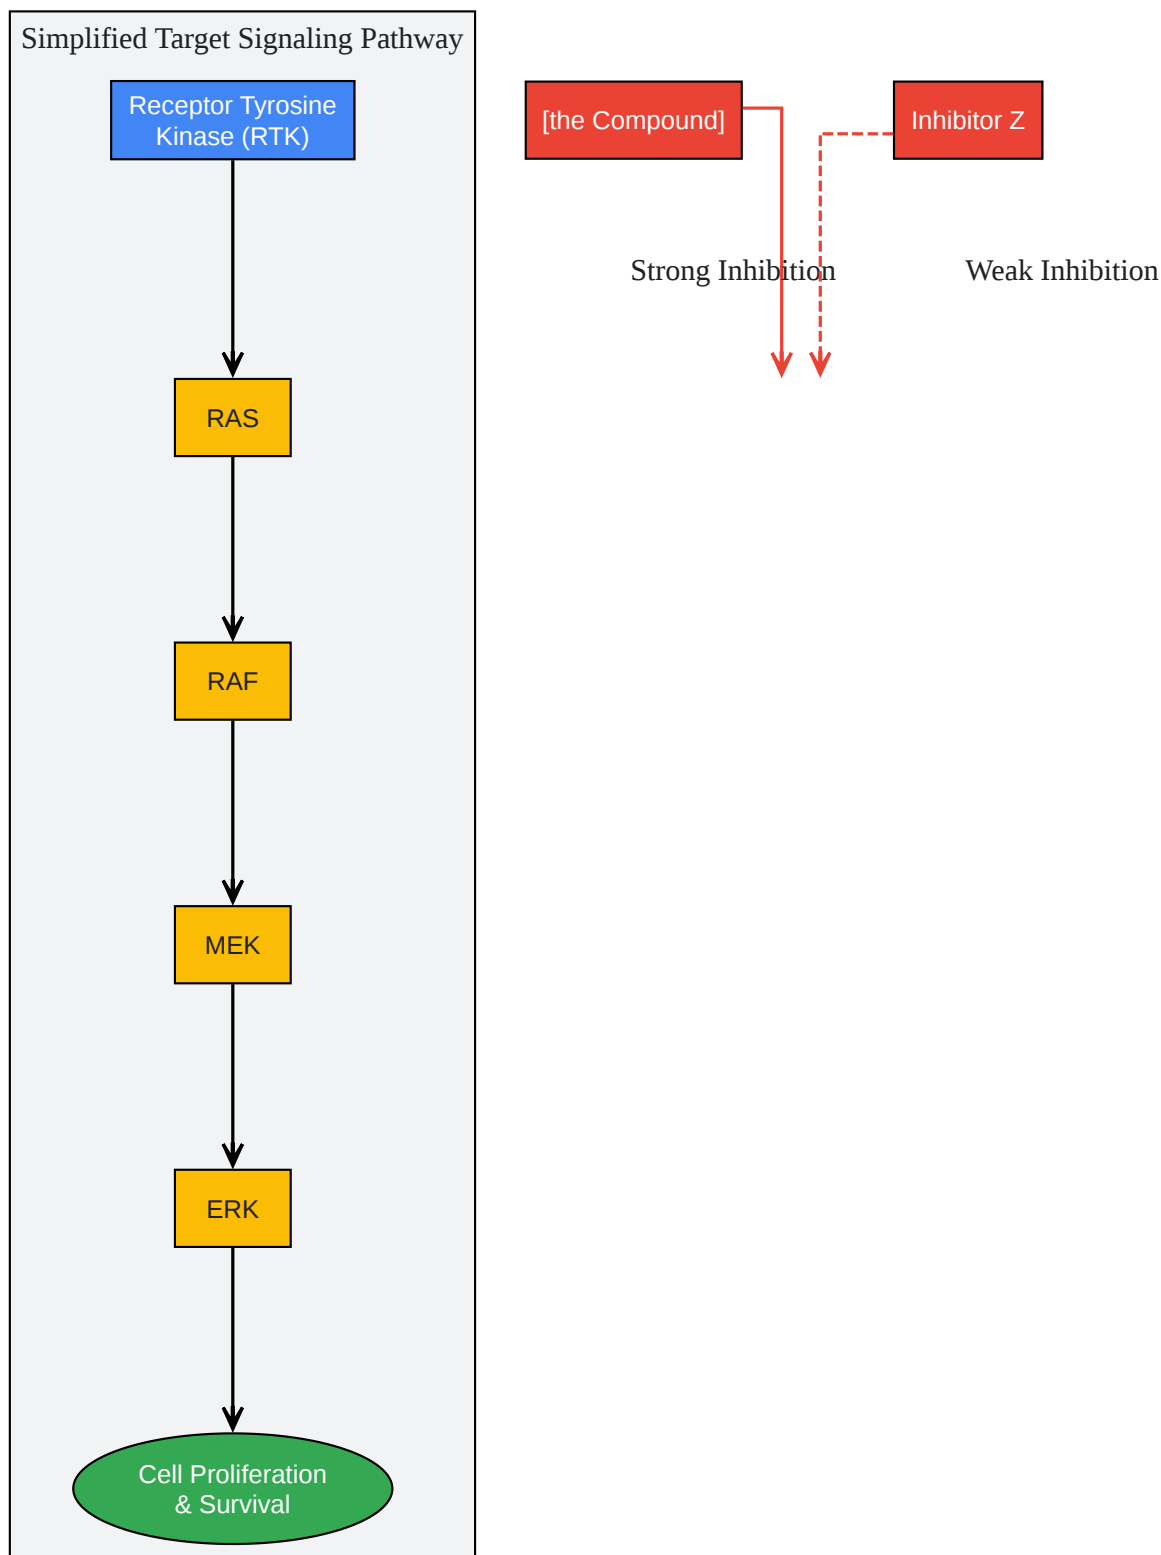 Simplified Target Signaling Pathway
Receptor Tyrosine
Kinase (RTK)
[the Compound]
Inhibitor Z
Strong Inhibition
Weak Inhibition
RAS
RAF
MEK
ERK
Cell Proliferation
& Survival